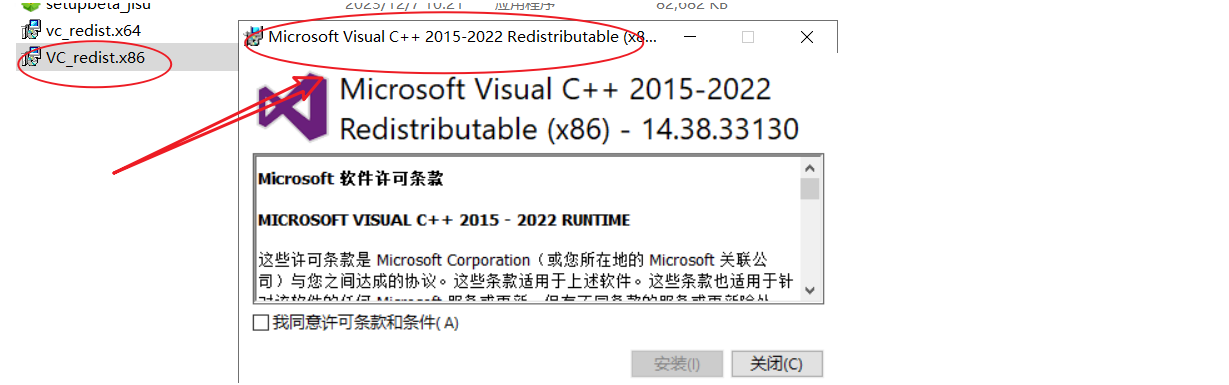 setupbeta_jisu 2025/12/7 10:21 应用程序 82,682 KB
vc_redist.x64
VC_redist.x86
Microsoft Visual C++ 2015-2022 Redistributable (x8...
Microsoft Visual C++ 2015-2022
Redistributable (x86) - 14.38.33130
Microsoft 软件许可条款
MICROSOFT VISUAL C++ 2015 - 2022 RUNTIME
这些许可条款是 Microsoft Corporation（或您所在地的 Microsoft 关联公
司）与您之间达成的协议。这些条款适用于上述软件。这些条款也适用于针
对该软件的任何 Microsoft 服务或更新，但有不同条款的服务或更新除外
我同意许可条款和条件(A)
安装(I)
关闭(C)